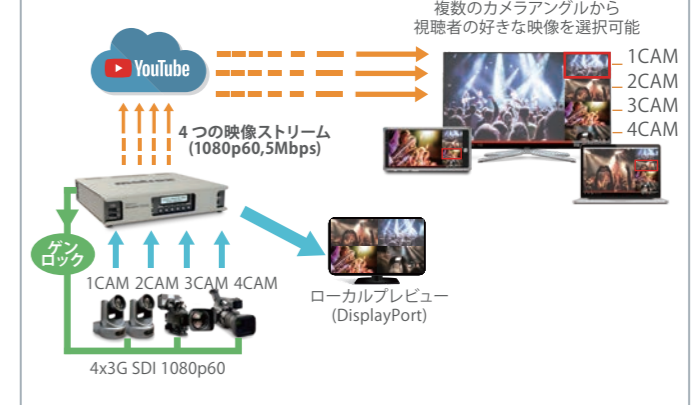 複数のカメラアングルから
視聴者の好きな映像を選択可能
YouTube
1CAM
2CAM
3CAM
4CAM
4つの映像ストリーム
(1080p60,5Mbps)
ゲン
ロック
1CAM 2CAM 3CAM 4CAM
ローカルプレビュー
(DisplayPort)
4x3G SDI 1080p60